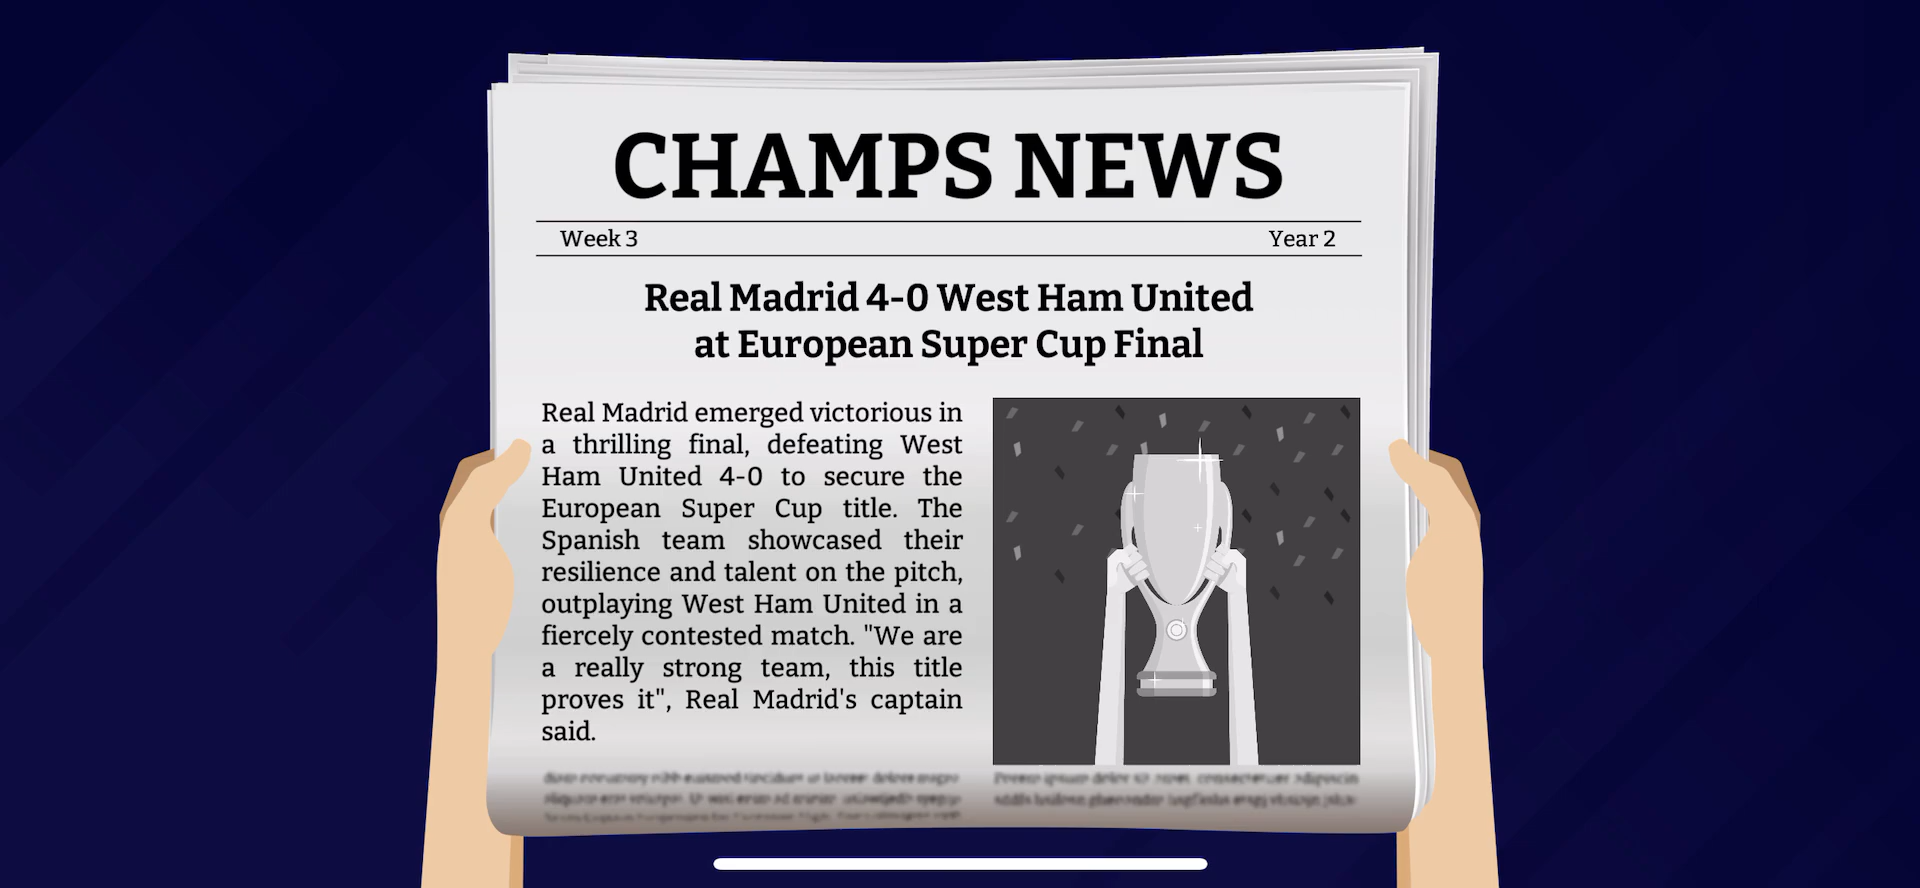 CHAMPS NEWS
Week 3
Year 2
Real Madrid 4-0 West Ham United
at European Super Cup Final
Real Madrid emerged victorious in
a thrilling final, defeating West
Ham United 4-0 to secure the
European Super Cup title. The
Spanish team showcased their
resilience and talent on the pitch,
outplaying West Ham United in a
fiercely contested match. "We are
a really strong team, this title
proves it", Real Madrid's captain
said.